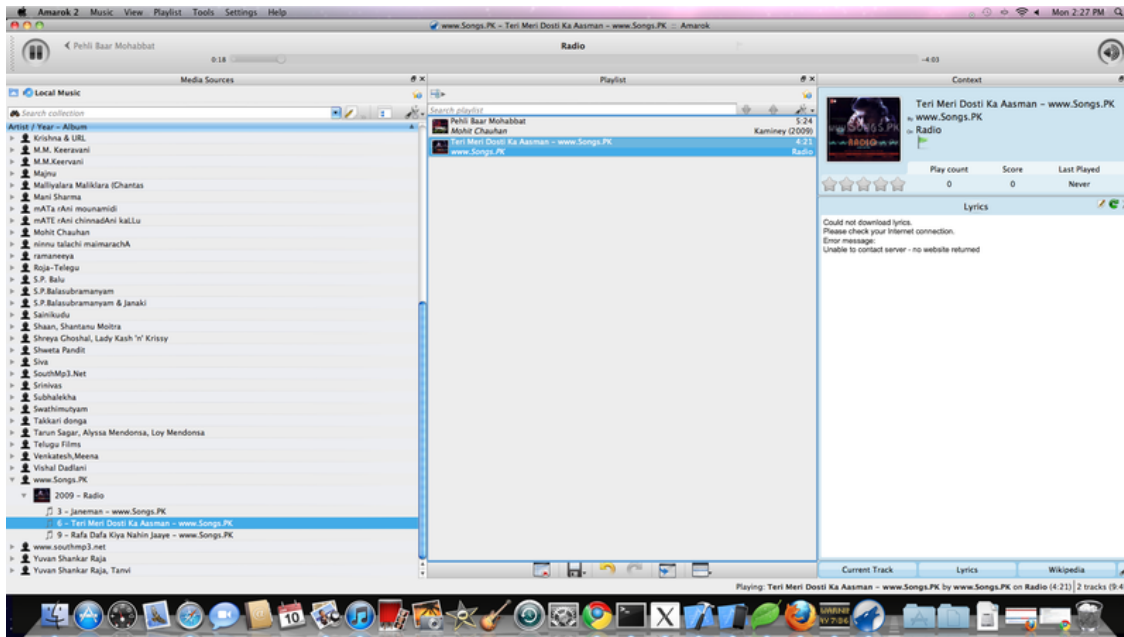 Amarok 2 Music View Playlist Tools Settings Help Mon 2:27 PM
www.Songs.PK – Teri Meri Dosti Ka Aasman – www.Songs.PK :: Amarok
Pehli Baar Mohabbat
Radio
0:18
-4:03
Media Sources
Local Music
Search collection
Artist / Year – Album
Krishna & URL
M.M. Keeravani
M.M.Keervani
Majnu
Malliyalara Maliklara (Ghantas
Mani Sharma
mATa rAni mounamidi
mATE rAni chinnadAni kaLLu
Mohit Chauhan
ninnu talachi maimarachA
ramaneeya
Roja-Telegu
S.P. Balu
S.P.Balasubramanyam
S.P.Balasubramanyam & Janaki
Sainikudu
Shaan, Shantanu Moitra
Shreya Ghoshal, Lady Kash 'n' Krissy
Shweta Pandit
Siva
SouthMp3.Net
Srinivas
Subhalekha
Swathimutyam
Takkari donga
Tarun Sagar, Alyssa Mendonsa, Loy Mendonsa
Telugu Films
Venkatesh,Meena
Vishal Dadlani
www.Songs.PK
2009 – Radio
3 – Janeman – www.Songs.PK
6 – Teri Meri Dosti Ka Aasman – www.Songs.PK
9 – Rafa Dafa Kiya Nahin Jaaye – www.Songs.PK
www.southmp3.net
Yuvan Shankar Raja
Yuvan Shankar Raja, Tanvi
Playlist
Search playlist
Pehli Baar Mohabbat 5:24
Mohit Chauhan Kaminey (2009)
Teri Meri Dosti Ka Aasman – www.Songs.PK 4:21
www.Songs.PK Radio
Context
Teri Meri Dosti Ka Aasman – www.Songs.PK
By www.Songs.PK
On Radio
SONGS.PK
RADIO
Play count Score Last Played
0 0 Never
Lyrics
Could not download lyrics.
Please check your Internet connection.
Error message:
Unable to contact server - no website returned
Current Track Lyrics Wikipedia
Playing: Teri Meri Dosti Ka Aasman – www.Songs.PK by www.Songs.PK on Radio (4:21) 2 tracks (9:4
10
X